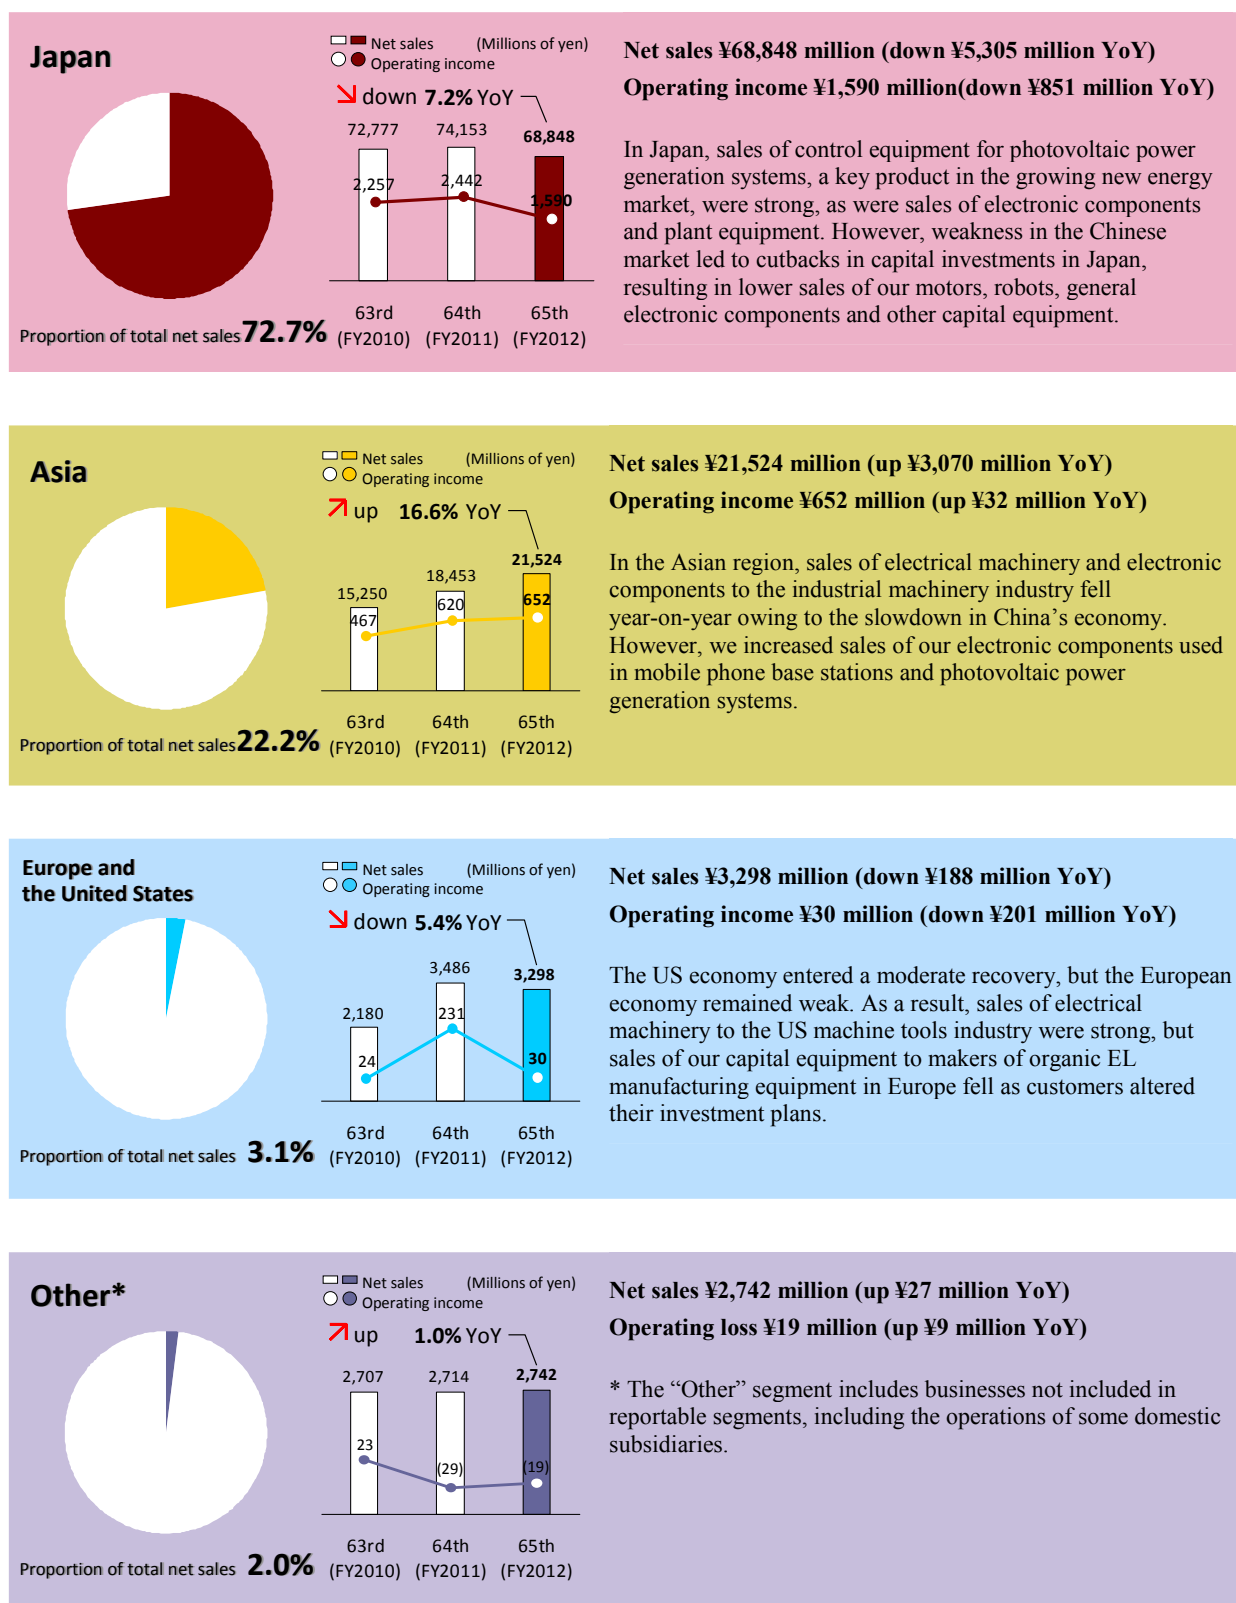 Japan
Net sales (Millions of yen)
Operating income
down 7.2% YoY
72,777 74,153 68,848
2,257 2,442 1,590
63rd 64th 65th
(FY2010) (FY2011) (FY2012)
Proportion of total net sales 72.7%
Net sales ¥68,848 million (down ¥5,305 million YoY)
Operating income ¥1,590 million(down ¥851 million YoY)
In Japan, sales of control equipment for photovoltaic power
generation systems, a key product in the growing new energy
market, were strong, as were sales of electronic components
and plant equipment. However, weakness in the Chinese
market led to cutbacks in capital investments in Japan,
resulting in lower sales of our motors, robots, general
electronic components and other capital equipment.
Asia
Net sales (Millions of yen)
Operating income
up 16.6% YoY
15,250 18,453 21,524
467 620 652
63rd 64th 65th
(FY2010) (FY2011) (FY2012)
Proportion of total net sales 22.2%
Net sales ¥21,524 million (up ¥3,070 million YoY)
Operating income ¥652 million (up ¥32 million YoY)
In the Asian region, sales of electrical machinery and electronic
components to the industrial machinery industry fell
year-on-year owing to the slowdown in China’s economy.
However, we increased sales of our electronic components used
in mobile phone base stations and photovoltaic power
generation systems.
Europe and
the United States
Net sales (Millions of yen)
Operating income
down 5.4% YoY
2,180 3,486 3,298
24 231 30
63rd 64th 65th
(FY2010) (FY2011) (FY2012)
Proportion of total net sales 3.1%
Net sales ¥3,298 million (down ¥188 million YoY)
Operating income ¥30 million (down ¥201 million YoY)
The US economy entered a moderate recovery, but the European
economy remained weak. As a result, sales of electrical
machinery to the US machine tools industry were strong, but
sales of our capital equipment to makers of organic EL
manufacturing equipment in Europe fell as customers altered
their investment plans.
Other*
Net sales (Millions of yen)
Operating income
up 1.0% YoY
2,707 2,714 2,742
23 (29) (19)
63rd 64th 65th
(FY2010) (FY2011) (FY2012)
Proportion of total net sales 2.0%
Net sales ¥2,742 million (up ¥27 million YoY)
Operating loss ¥19 million (up ¥9 million YoY)
* The “Other” segment includes businesses not included in
reportable segments, including the operations of some domestic
subsidiaries.